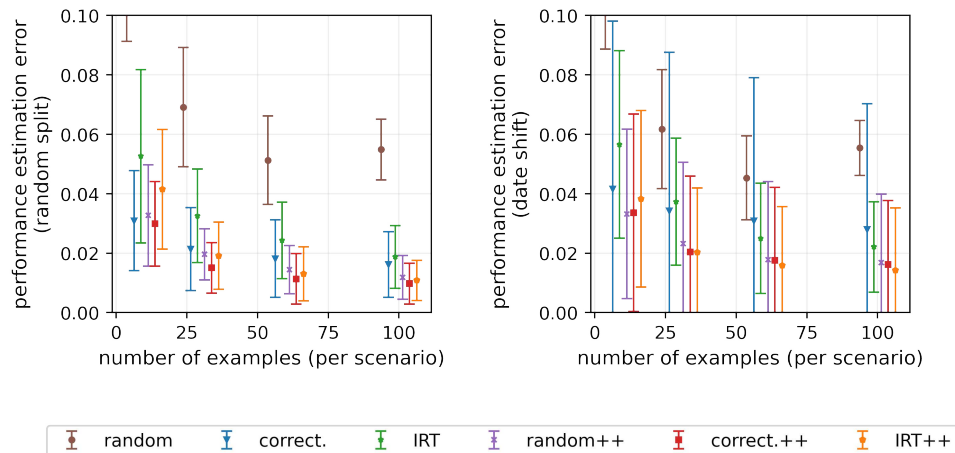 performance estimation error
(random split)
0.10
0.08
0.06
0.04
0.02
0.00
0 25 50 75 100
number of examples (per scenario)
performance estimation error
(date shift)
0.10
0.08
0.06
0.04
0.02
0.00
0 25 50 75 100
number of examples (per scenario)
random correct. IRT random++ correct.++ IRT++